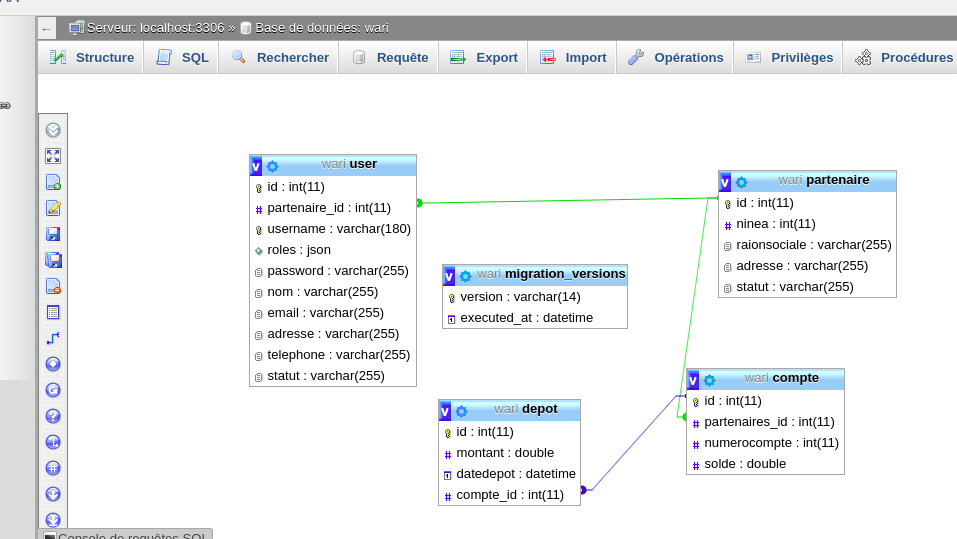 ← Serveur: localhost:3306 » Base de données: wari
Structure SQL Rechercher Requête Export Import Opérations Privilèges Procédures
v wari user
id : int(11)
# partenaire_id : int(11)
username : varchar(180)
roles : json
password : varchar(255)
nom : varchar(255)
email : varchar(255)
adresse : varchar(255)
telephone : varchar(255)
statut : varchar(255)
v wari partenaire
id : int(11)
# ninea : int(11)
raionsociale : varchar(255)
adresse : varchar(255)
statut : varchar(255)
v wari migration_versions
version : varchar(14)
executed_at : datetime
v wari compte
id : int(11)
# partenaires_id : int(11)
# numerocompte : int(11)
# solde : double
v wari depot
id : int(11)
# montant : double
datedepot : datetime
# compte_id : int(11)
Console de requêtes SQL